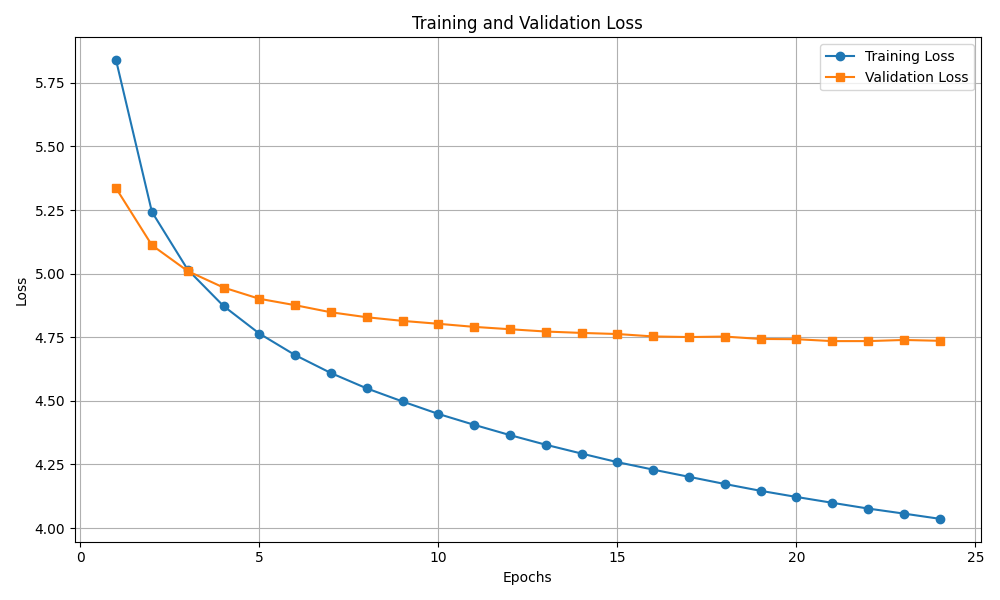 Training and Validation Loss
Training Loss
Validation Loss
Loss
5.75
5.50
5.25
5.00
4.75
4.50
4.25
4.00
0 5 10 15 20 25
Epochs